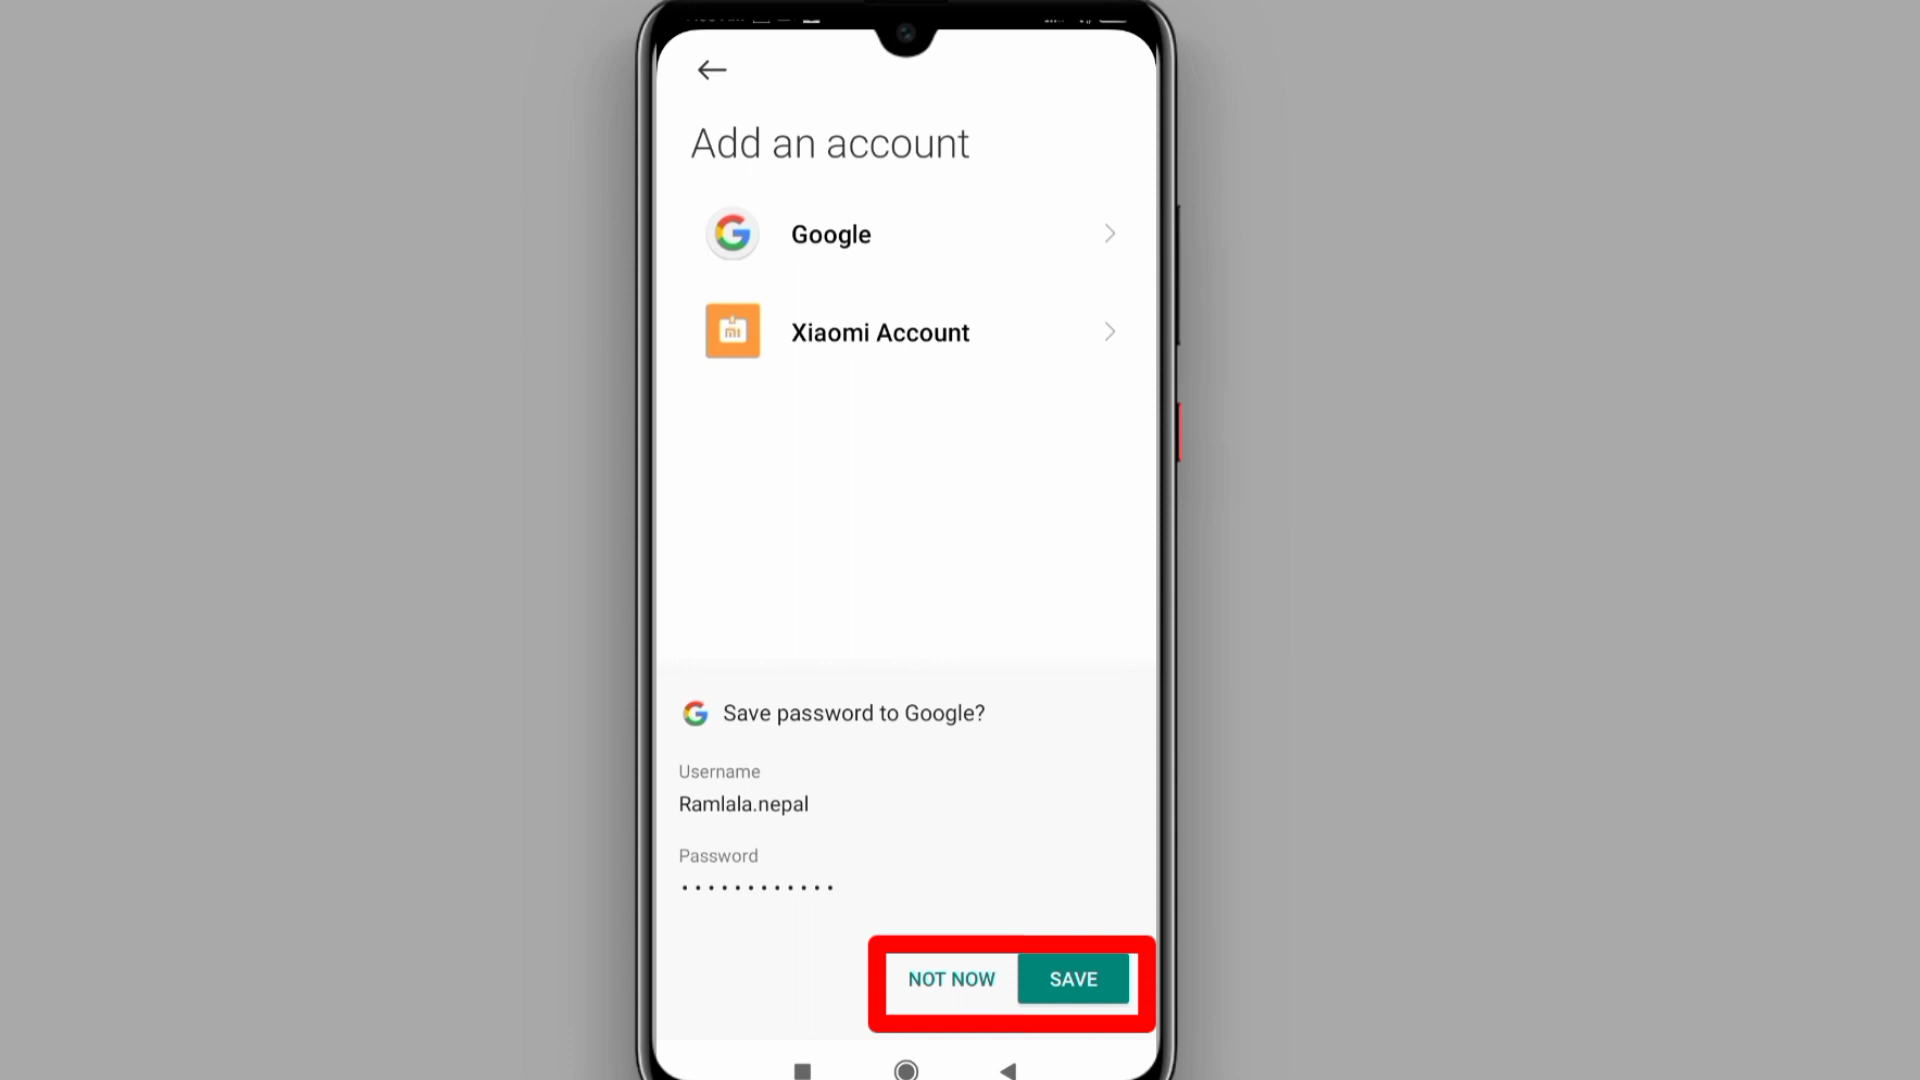 Add an account
Google
Xiaomi Account
Save password to Google?
Username
Ramlala.nepal
Password
............
NOT NOW
SAVE